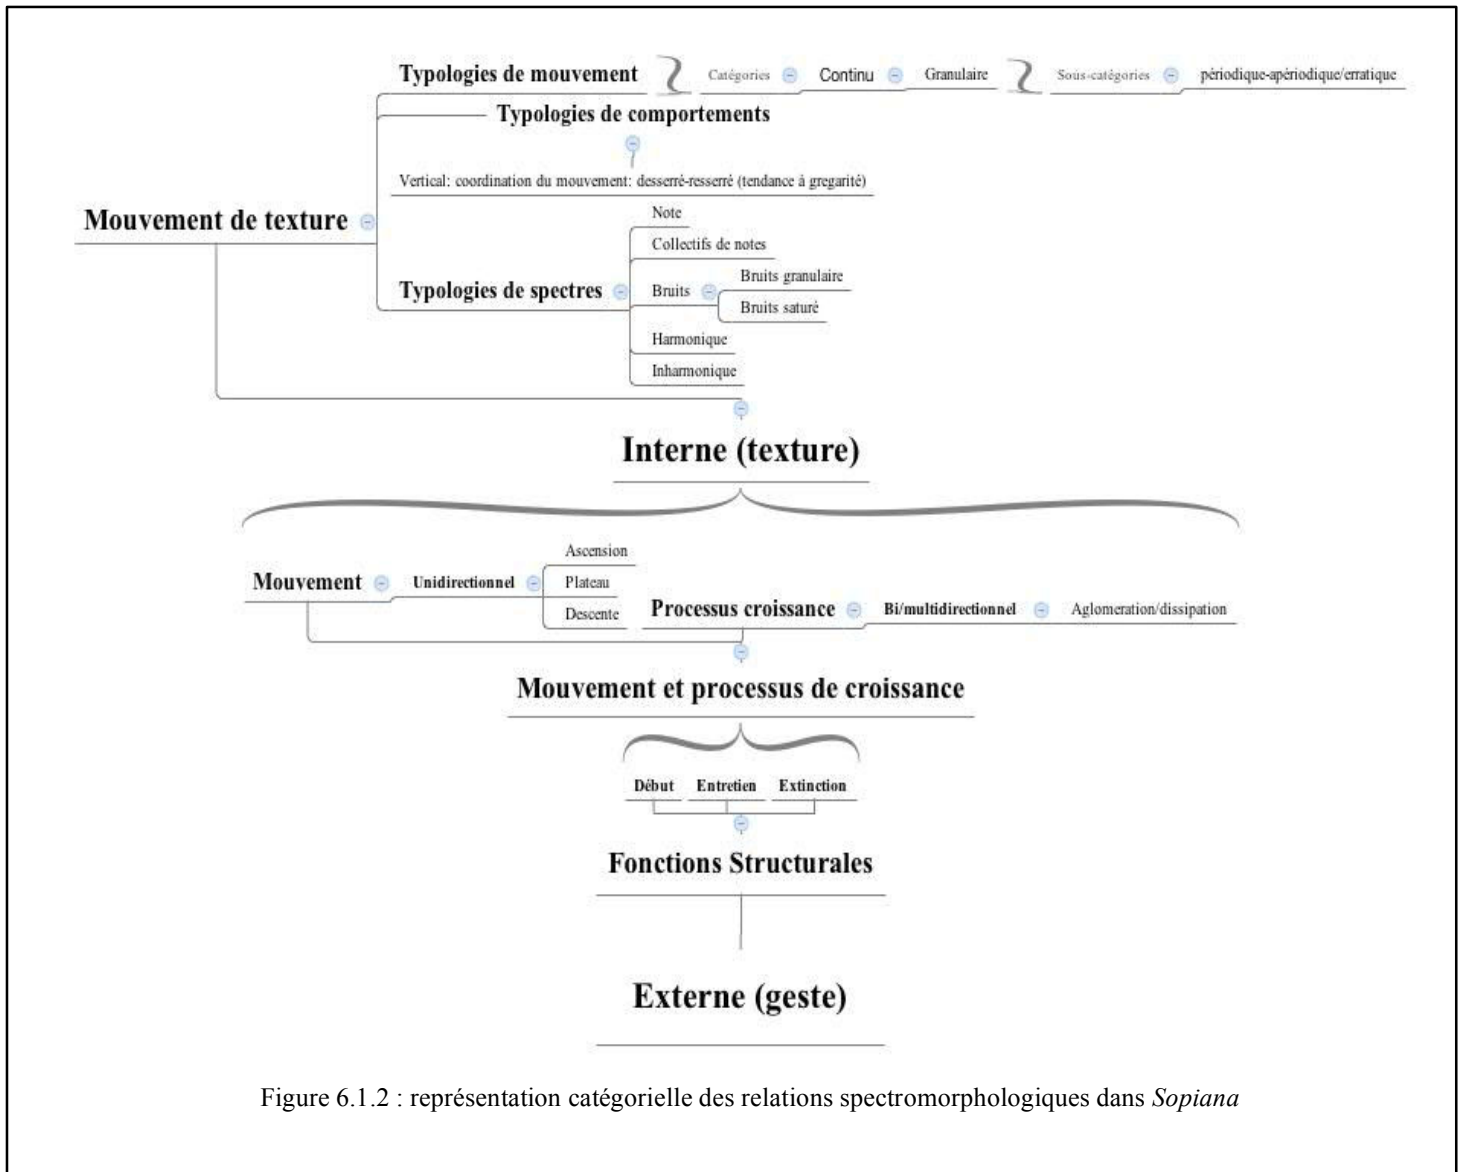 Typologies de mouvement Catégories Continu Granulaire Sous-catégories périodique-apériodique/erratique
Typologies de comportements
Vertical: coordination du mouvement: desserré-resserré (tendance à gregarité)
Mouvement de texture
Note
Collectifs de notes
Typologies de spectres
Bruits
Bruits granulaire
Bruits saturé
Harmonique
Inharmonique
Interne (texture)
Mouvement Unidirectionnel
Ascension
Plateau
Descente
Processus croissance Bi/multidirectionnel Aglomeration/dissipation
Mouvement et processus de croissance
Début Entretien Extinction
Fonctions Structurales
Externe (geste)
Figure 6.1.2 : représentation catégorielle des relations spectromorphologiques dans Sopiana